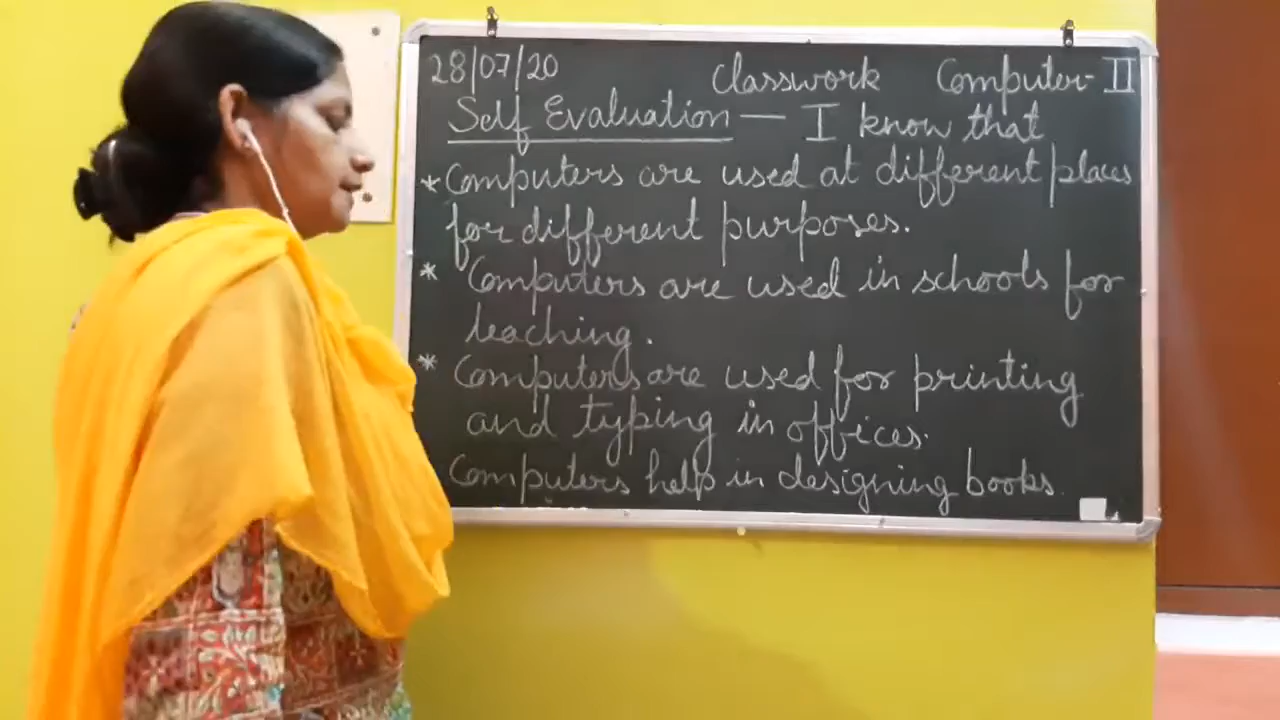 28/07/20 Classwork Computer-II
Self Evaluation — I know that
* Computers are used at different places
for different purposes.
* Computers are used in schools for
teaching.
* Computers are used for printing
and typing in offices.
Computers help in designing books.